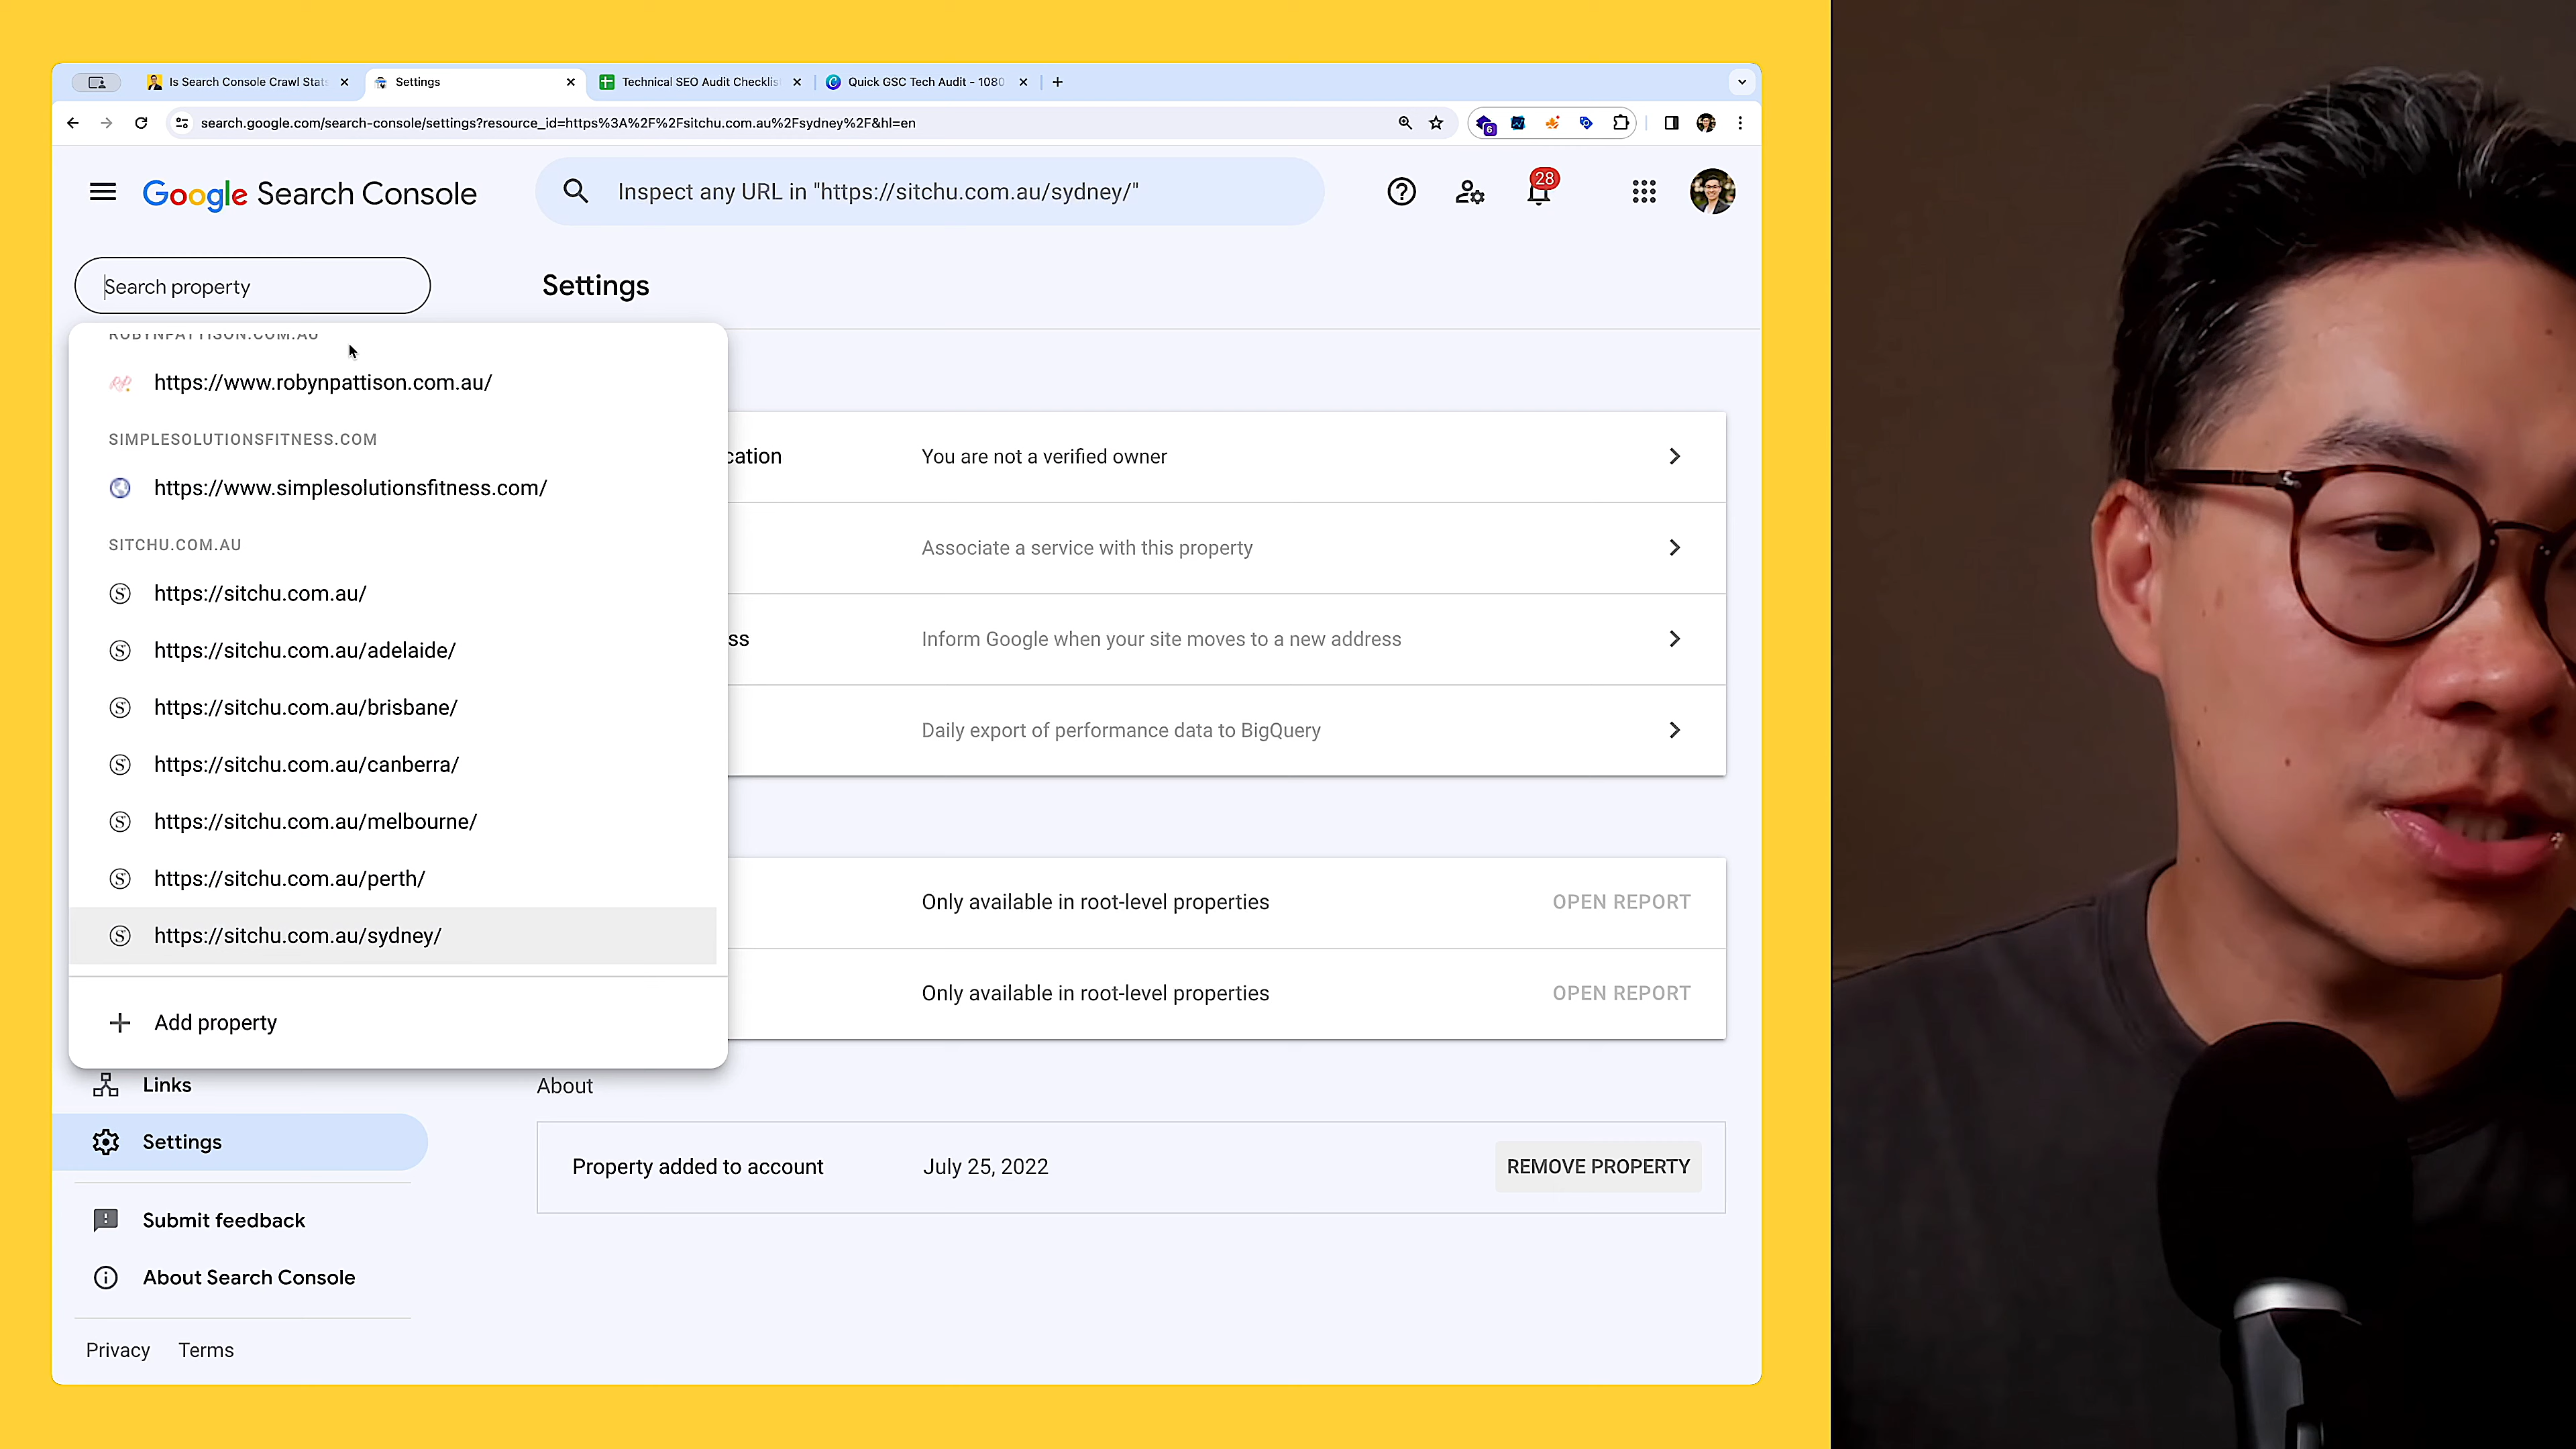 Is Search Console Crawl Stats
Settings
Technical SEO Audit Checklis
Quick GSC Tech Audit - 1080
search.google.com/search-console/settings?resource_id=https%3A%2F%2Fsitchu.com.au%2Fsydney%2F&hl=en
6
Google Search Console
Inspect any URL in "https://sitchu.com.au/sydney/"
28
Search property
Settings
ROBYNPATTISON.COM.AU
https://www.robynpattison.com.au/
SIMPLESOLUTIONSFITNESS.COM
https://www.simplesolutionsfitness.com/
SITCHU.COM.AU
https://sitchu.com.au/
https://sitchu.com.au/adelaide/
https://sitchu.com.au/brisbane/
https://sitchu.com.au/canberra/
https://sitchu.com.au/melbourne/
https://sitchu.com.au/perth/
https://sitchu.com.au/sydney/
Add property
cation
You are not a verified owner
Associate a service with this property
ss
Inform Google when your site moves to a new address
Daily export of performance data to BigQuery
Only available in root-level properties
OPEN REPORT
Only available in root-level properties
OPEN REPORT
Links
Settings
Submit feedback
About Search Console
Privacy
Terms
About
Property added to account
July 25, 2022
REMOVE PROPERTY